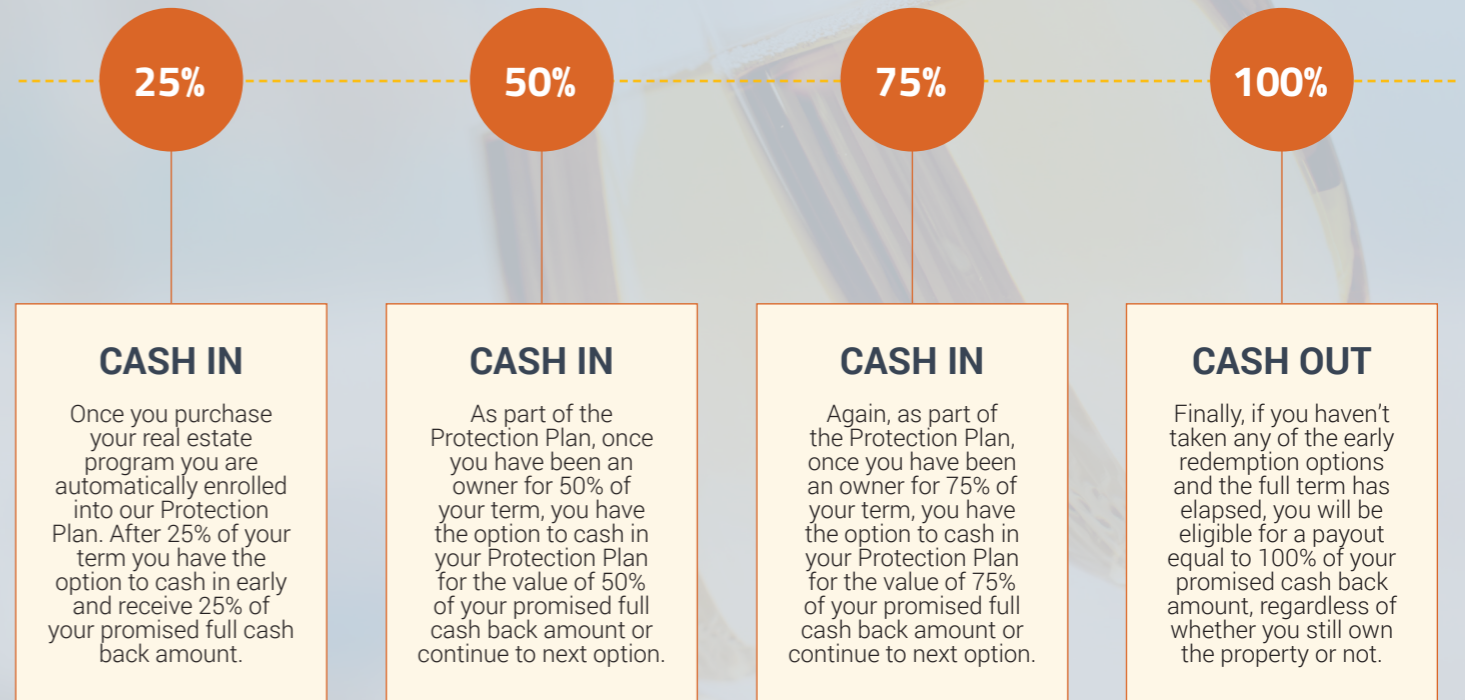 25%
50%
75%
100%
CASH IN
Once you purchase
your real estate
program you are
automatically enrolled
into our Protection
Plan. After 25% of your
term you have the
option to cash in early
and receive 25% of
your promised full cash
back amount.
CASH IN
As part of the
Protection Plan, once
you have been an
owner for 50% of
your term, you have
the option to cash in
your Protection Plan
for the value of 50%
of your promised full
cash back amount or
continue to next option.
CASH IN
Again, as part of
the Protection Plan,
once you have been
an owner for 75% of
your term, you have
the option to cash in
your Protection Plan
for the value of 75%
of your promised full
cash back amount or
continue to next option.
CASH OUT
Finally, if you haven’t
taken any of the early
redemption options
and the full term has
elapsed, you will be
eligible for a payout
equal to 100% of your
promised cash back
amount, regardless of
whether you still own
the property or not.